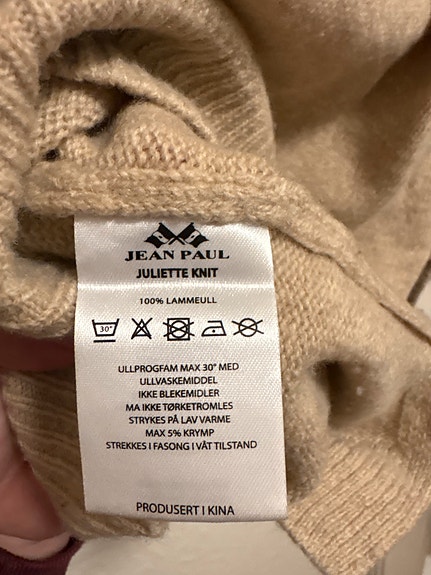 JEAN PAUL
JULIETTE KNIT
100% LAMMEULL
30°
ULLPROGFAM MAX 30° MED
ULLVASKEMIDDEL
IKKE BLEKEMIDLER
MA IKKE TØRKETROMLES
STRYKES PÅ LAV VARME
MAX 5% KRYMP
STREKKES I FASONG I VÅT TILSTAND
PRODUSERT I KINA